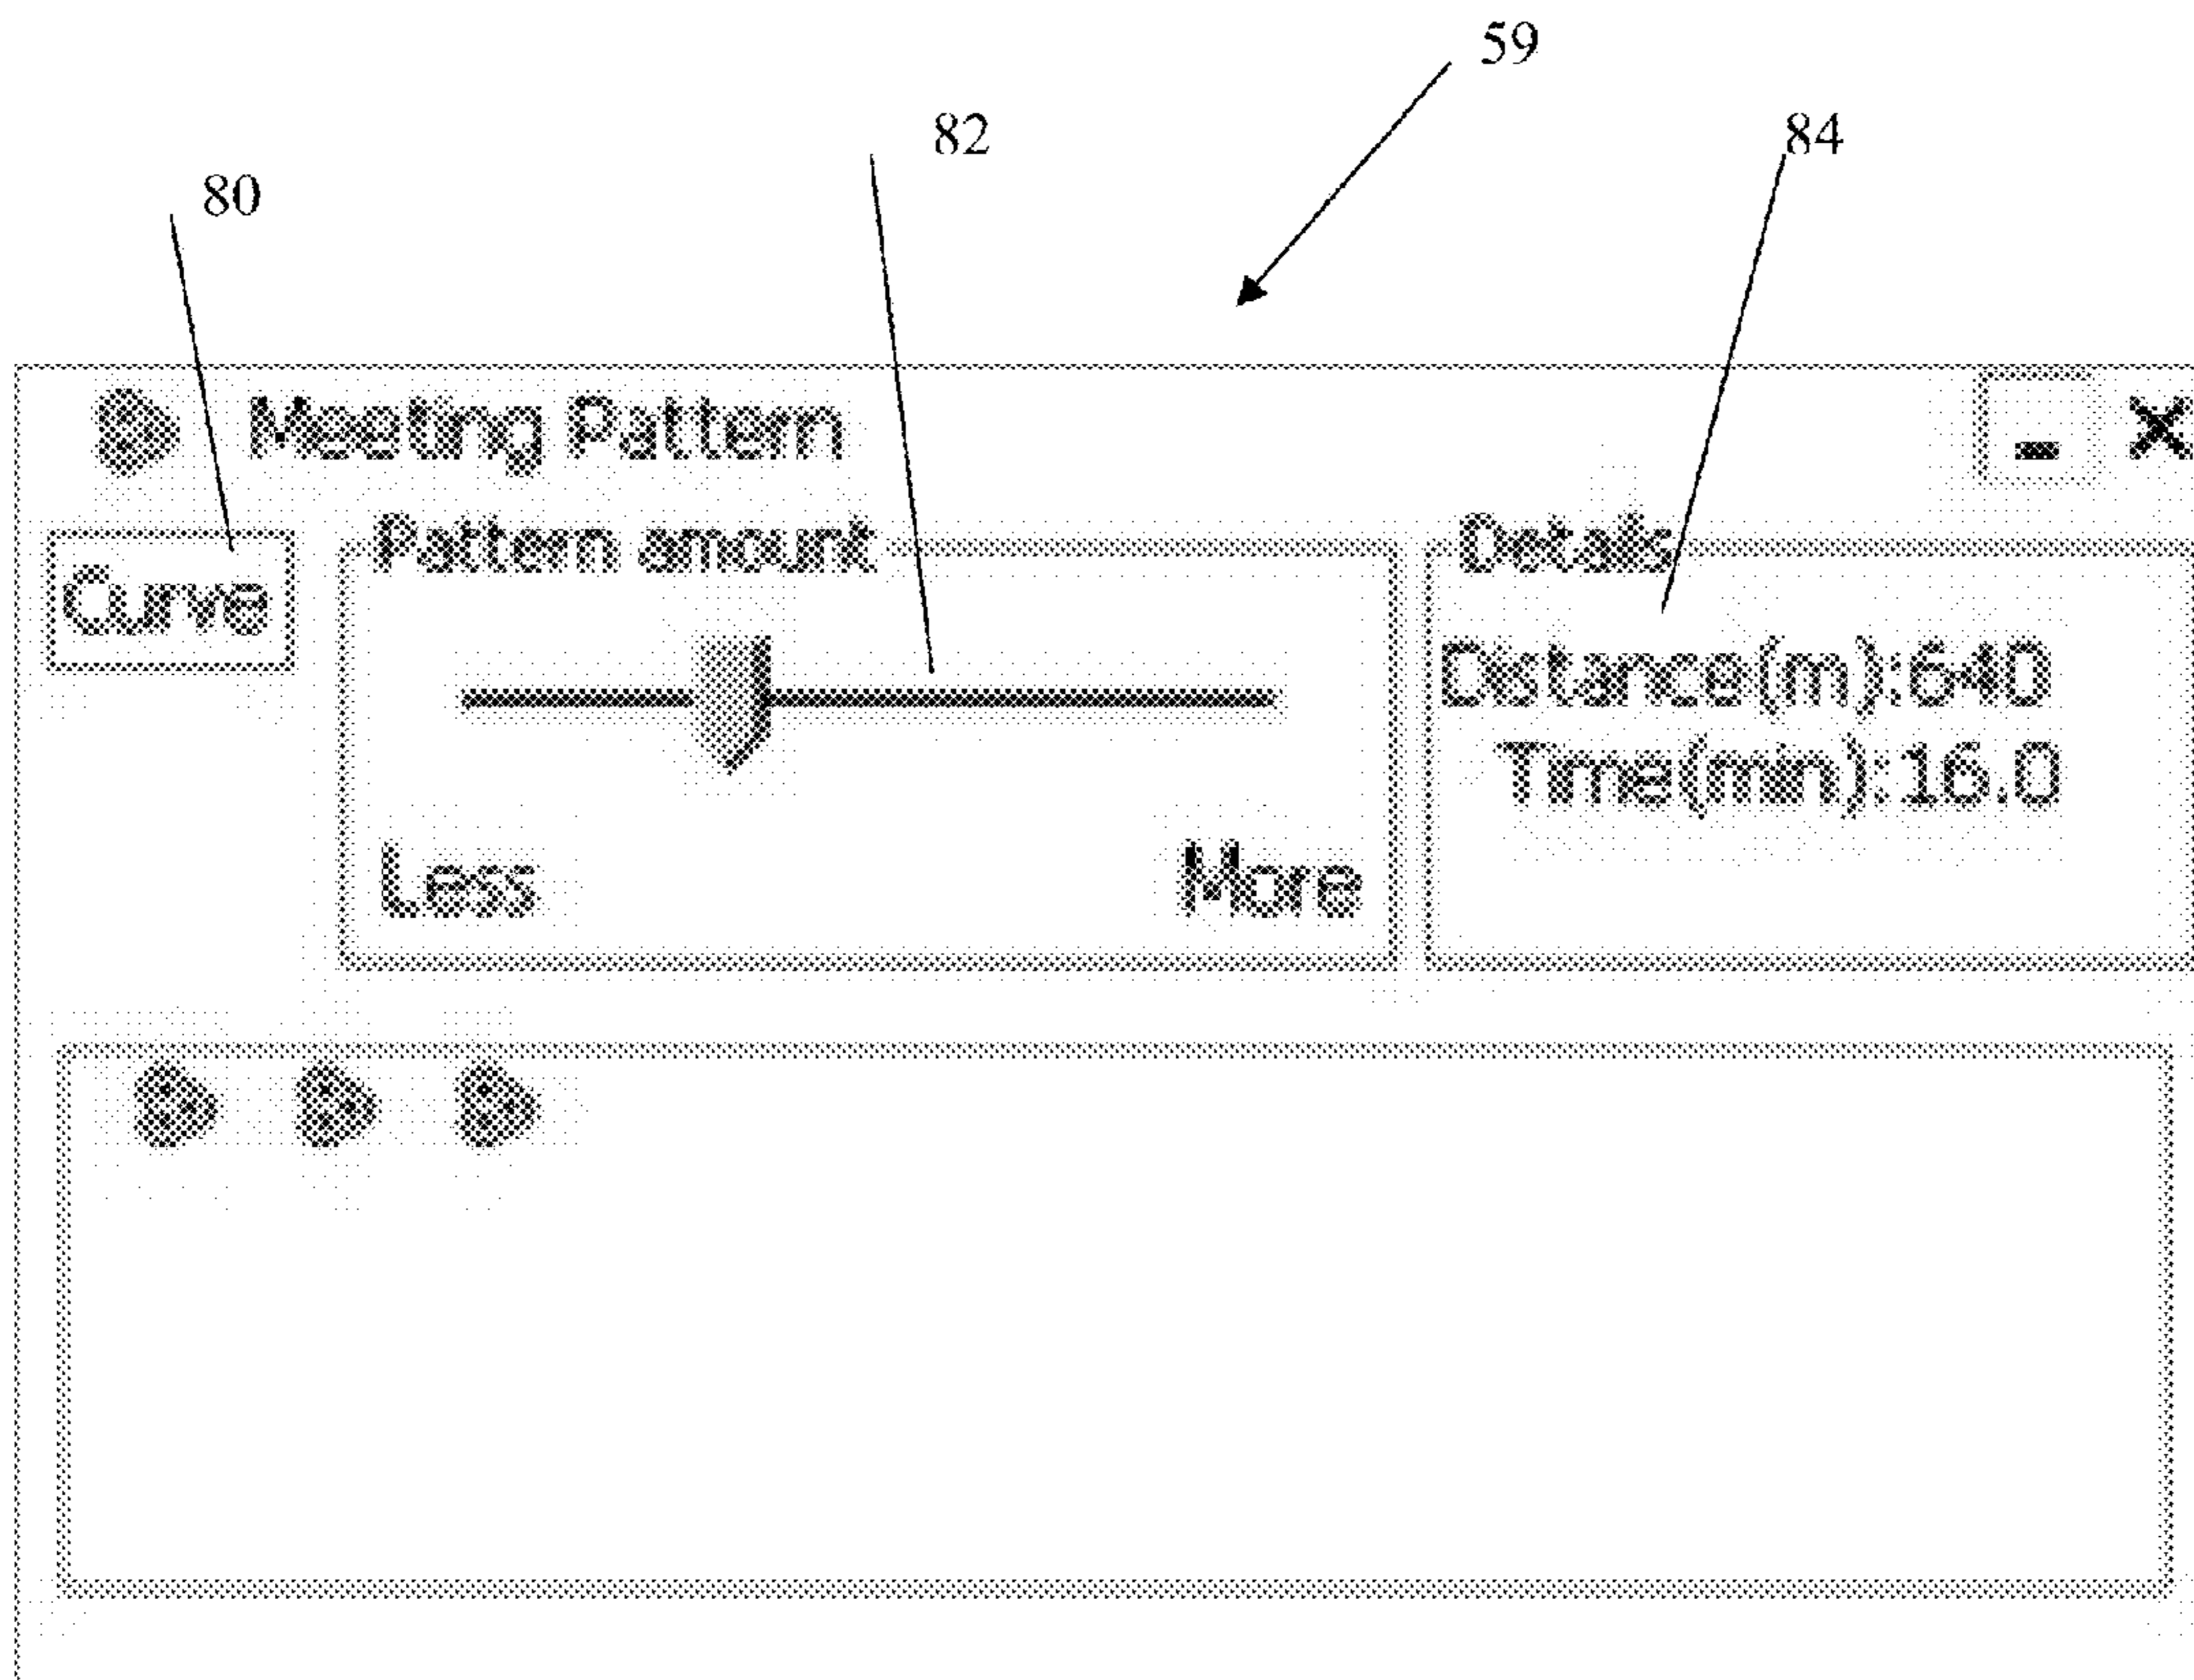 59
82
84
80
Meeting Pattern
Pattern amount
Details
Curve
Distance(m):640
Time(min):16.0
Less
More